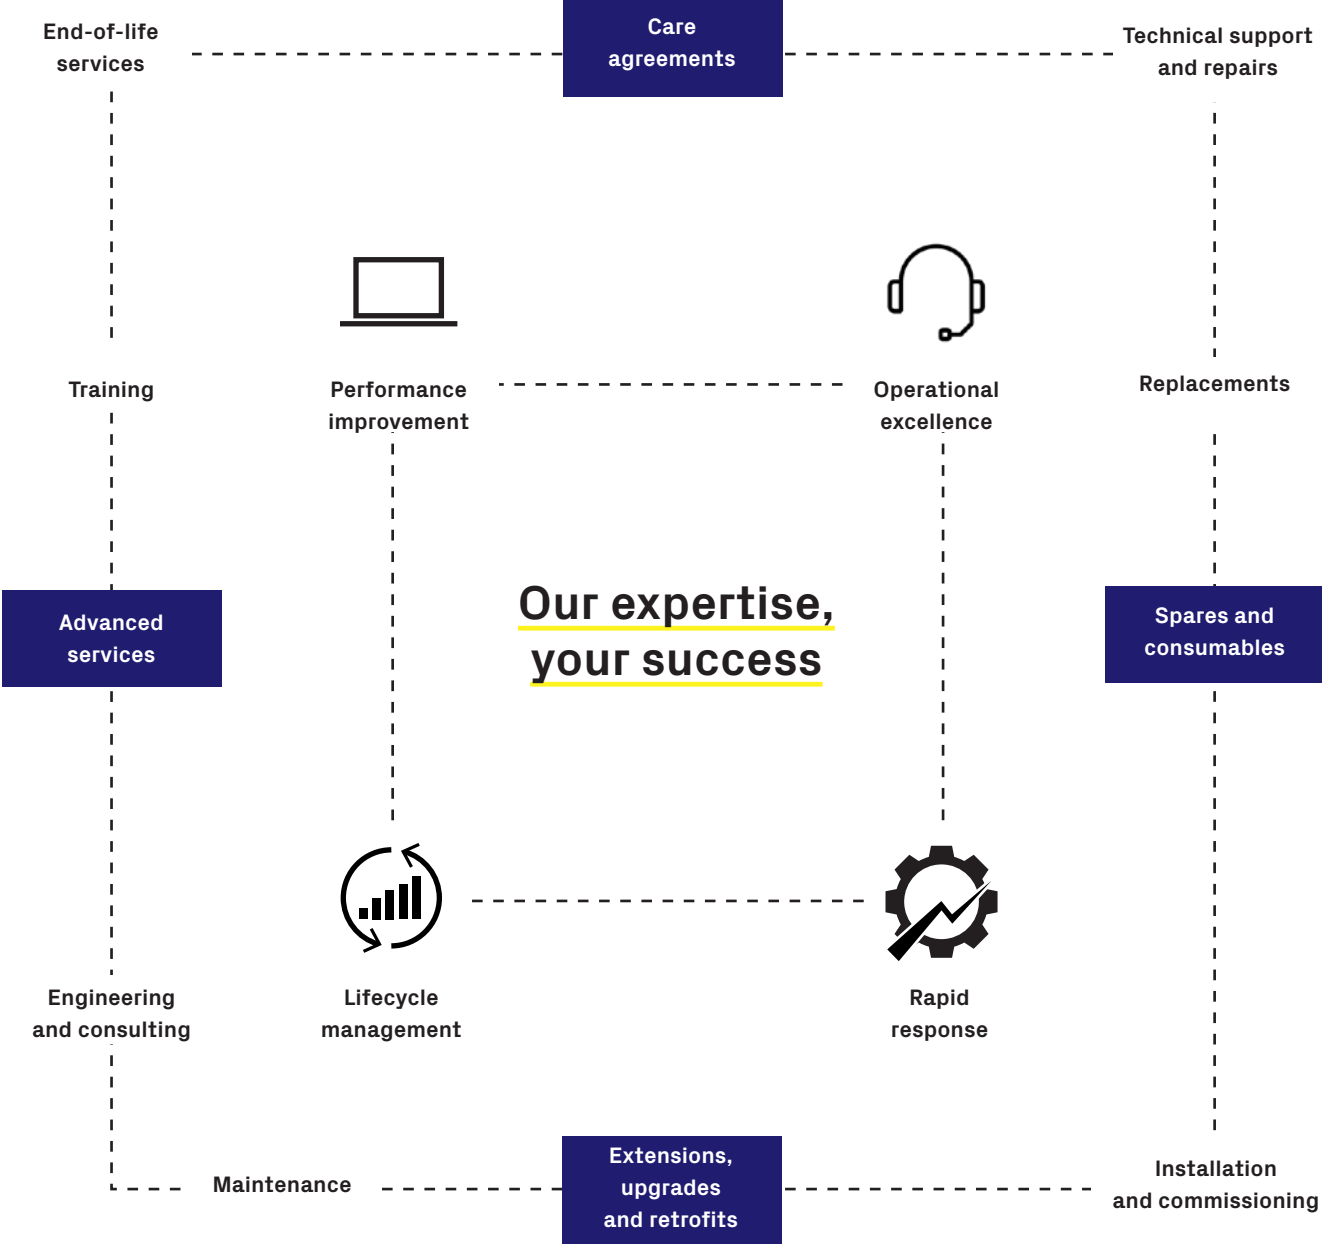 End-of-life
services
Care
agreements
Technical support
and repairs
Training
Performance
improvement
Operational
excellence
Replacements
Advanced
services
Our expertise,
your success
Spares and
consumables
Engineering
and consulting
Lifecycle
management
Rapid
response
Maintenance
Extensions,
upgrades
and retrofits
Installation
and commissioning